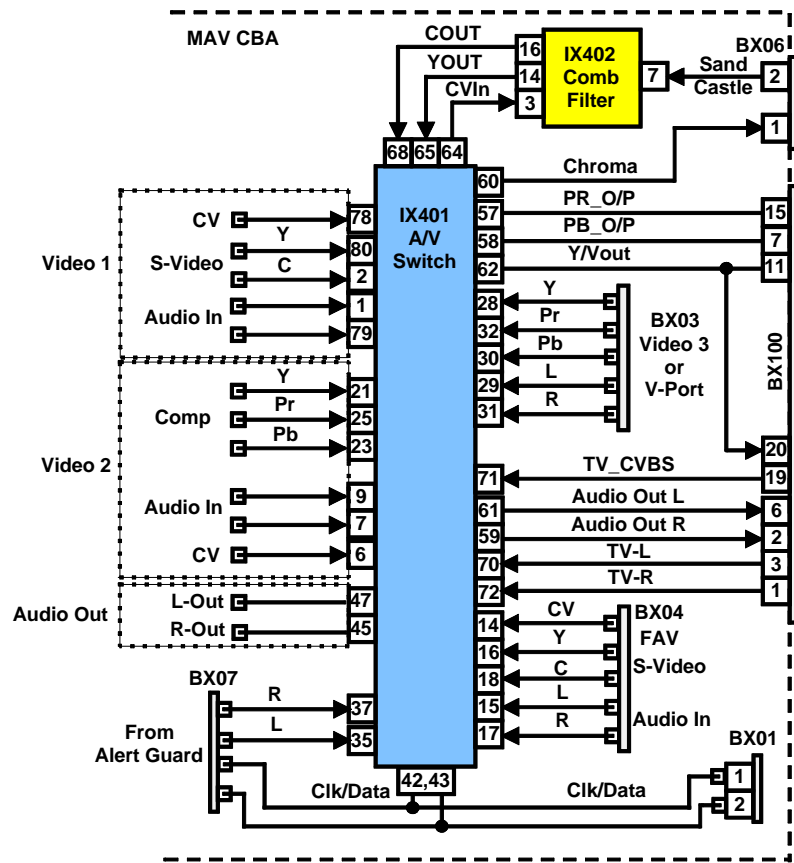 MAV CBA
COUT 16 IX402 BX06
YOUT 14 Comb 7 Sand 2
CVIn 3 Filter Castle
1
68 65 64
Chroma
60
IX401
A/V
Switch
57 PR_O/P 15
58 PB_O/P 7
62 Y/Vout 11
Video 1
CV 78
S-Video
Y 80
C 2
Audio In
1
79
28 Y
32 Pr
30 Pb
29 L
31 R
BX03
Video 3
or
V-Port
BX100
Video 2
Comp
Y 21
Pr 25
Pb 23
Audio In
9
7
CV 6
20
71 TV_CVBS 19
61 Audio Out L 6
59 Audio Out R 2
70 TV-L 3
72 TV-R 1
Audio Out
L-Out 47
R-Out 45
14 CV
16 Y
18 C
15 L
17 R
BX04
FAV
S-Video
Audio In
BX07
From
Alert Guard
R 37
L 35
42,43
Clk/Data
Clk/Data
BX01
1
2